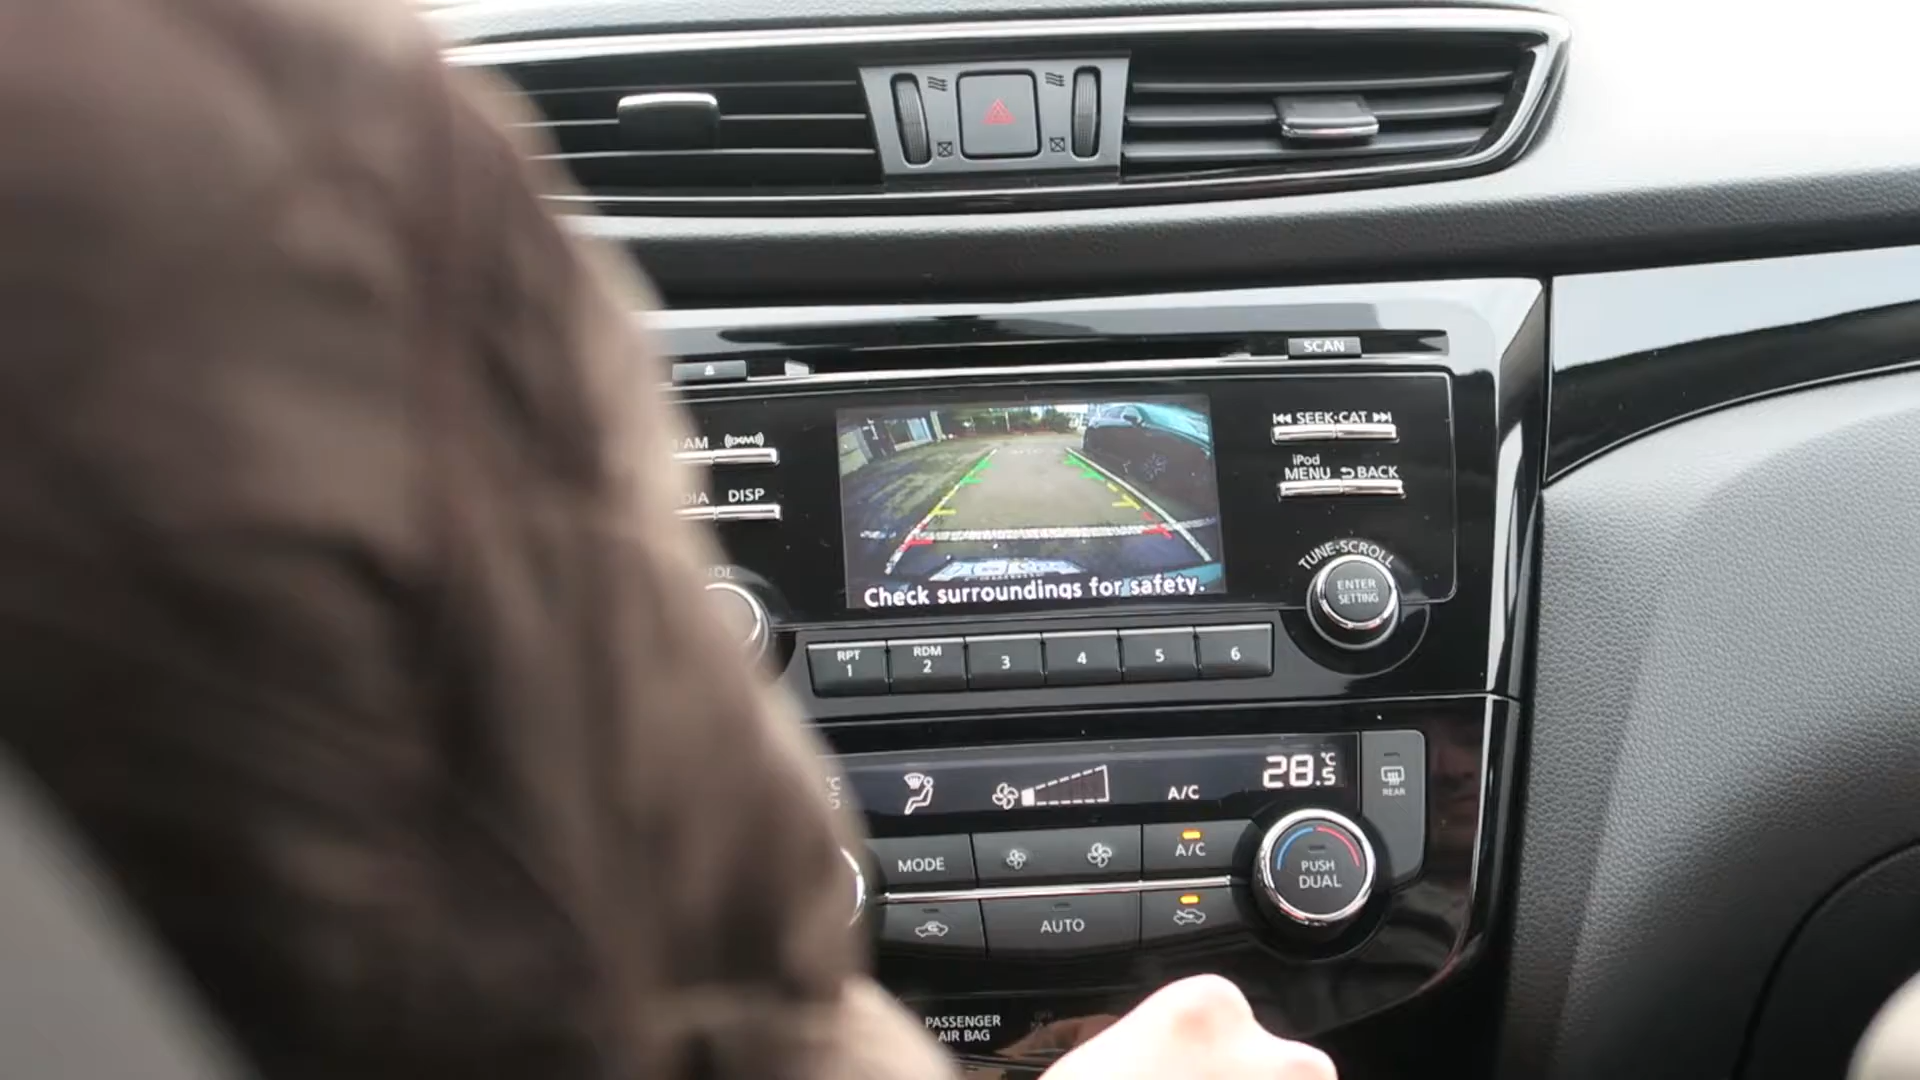 SCAN
AM
SEEK·CAT
DISP
iPod
MENU BACK
TUNE·SCROLL
ENTER
SETTING
Check surroundings for safety.
RPT
1
RDM
2
3
4
5
6
A/C
28.5°C
REAR
MODE
A/C
PUSH
DUAL
AUTO
PASSENGER
AIR BAG